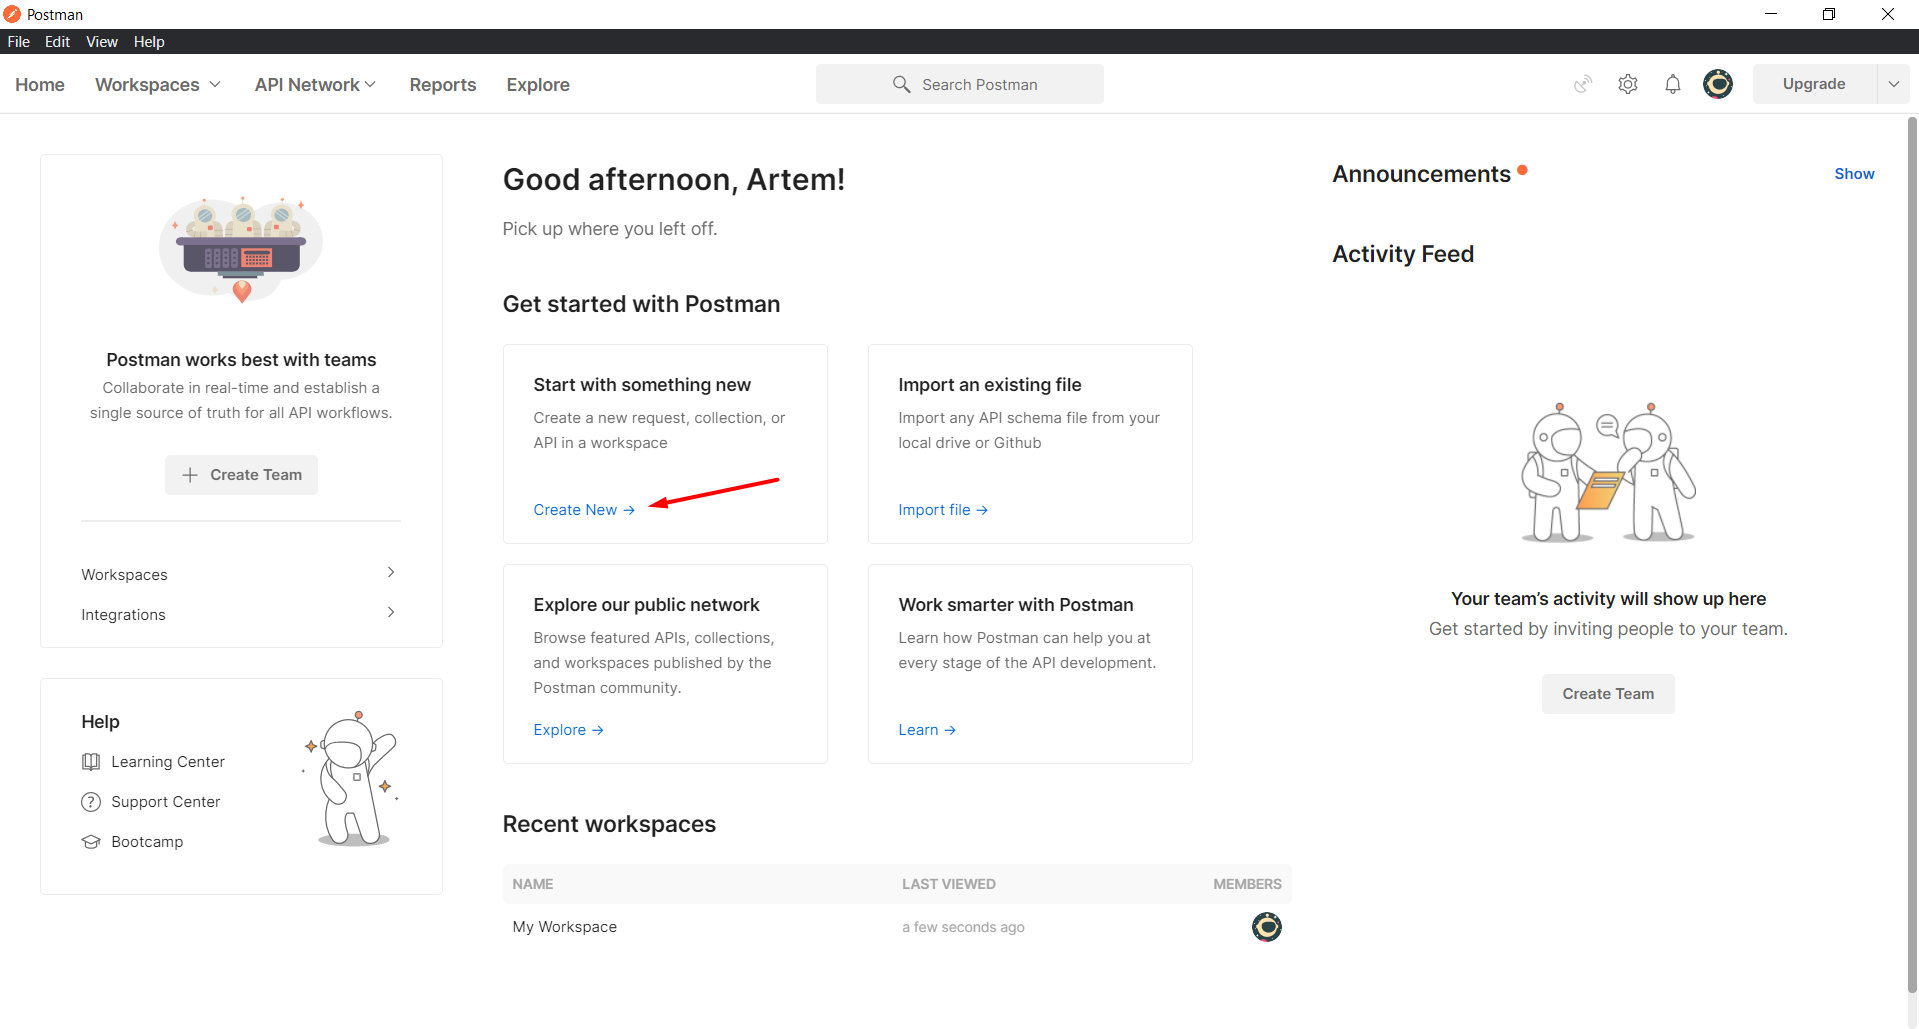 Postman
File Edit View Help
Home Workspaces API Network Reports Explore Search Postman Upgrade
Postman works best with teams
Collaborate in real-time and establish a
single source of truth for all API workflows.
Create Team
Workspaces
Integrations
Help
Learning Center
Support Center
Bootcamp
Good afternoon, Artem!
Pick up where you left off.
Get started with Postman
Start with something new
Create a new request, collection, or
API in a workspace
Create New →
Import an existing file
Import any API schema file from your
local drive or Github
Import file →
Explore our public network
Browse featured APIs, collections,
and workspaces published by the
Postman community.
Explore →
Work smarter with Postman
Learn how Postman can help you at
every stage of the API development.
Learn →
Recent workspaces
NAME LAST VIEWED MEMBERS
My Workspace a few seconds ago
Announcements Show
Activity Feed
Your team’s activity will show up here
Get started by inviting people to your team.
Create Team